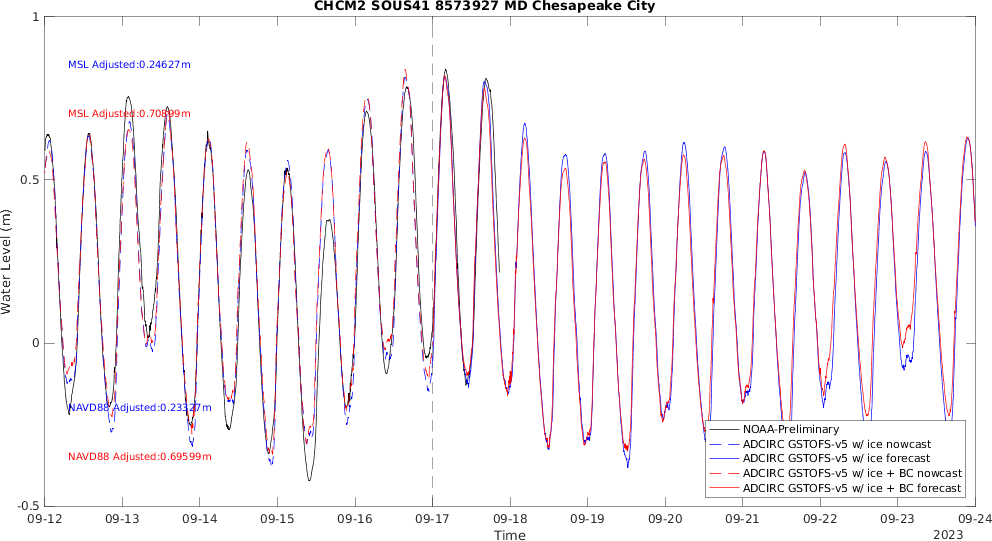 CHCM2 SOUS41 8573927 MD Chesapeake City
1
MSL Adjusted:0.24627m
MSL Adjusted:0.70899m
0.5
Water Level (m)
0
NAVD88 Adjusted:0.23327m
NAVD88 Adjusted:0.69599m
-0.5
NOAA-Preliminary
ADCIRC GSTOFS-v5 w/ ice nowcast
ADCIRC GSTOFS-v5 w/ ice forecast
ADCIRC GSTOFS-v5 w/ ice + BC nowcast
ADCIRC GSTOFS-v5 w/ ice + BC forecast
09-12 09-13 09-14 09-15 09-16 09-17 09-18 09-19 09-20 09-21 09-22 09-23 09-24
Time
2023